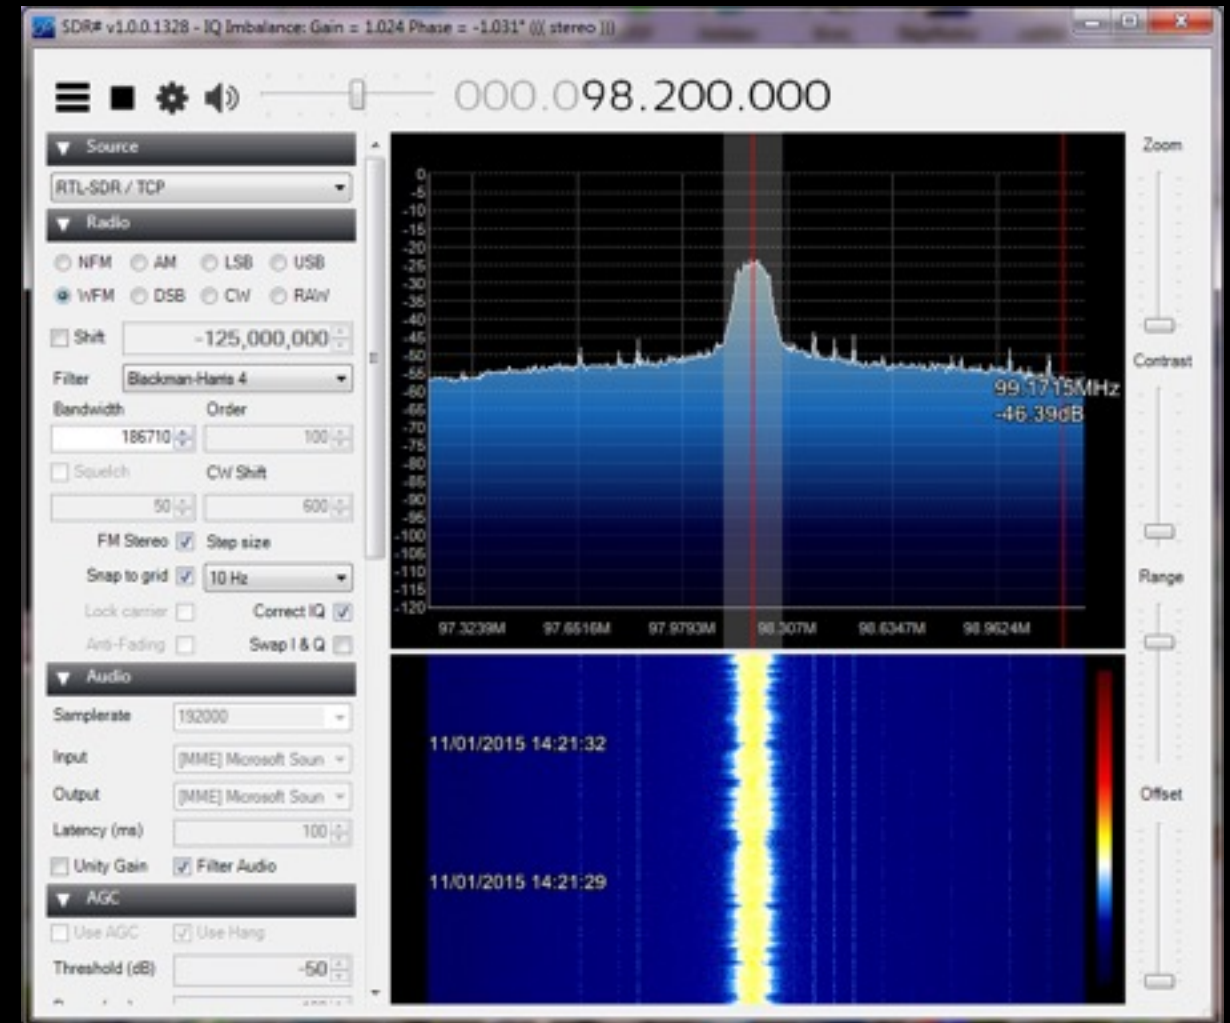 SDR# v1.0.0.1328 - IQ Imbalance: Gain = 1.024 Phase = -1.031° ((( stereo )))
000.098.200.000
Source
RTL-SDR / TCP
Radio
NFM AM LSB USB
WFM DSB CW RAW
Shift -125,000,000
Filter Blackman-Harris 4
Bandwidth Order
186710 100
Squelch CW Shift
50 600
FM Stereo Step size
Snap to grid 10 Hz
Lock carrier Correct IQ
Anti-Fading Swap I & Q
Audio
Samplerate 192000
Input [MME] Microsoft Soun
Output [MME] Microsoft Soun
Latency (ms) 100
Unity Gain Filter Audio
AGC
Use AGC Use Hang
Threshold (dB) -50
0
-5
-10
-15
-20
-25
-30
-35
-40
-45
-50
-55
-60
-65
-70
-75
-80
-85
-90
-95
-100
-105
-110
-115
-120
99.1715MHz
-46.39dB
97.3239M 97.6516M 97.9793M 98.307M 98.6347M 98.9624M
11/01/2015 14:21:32
11/01/2015 14:21:29
Zoom
Contrast
Range
Offset